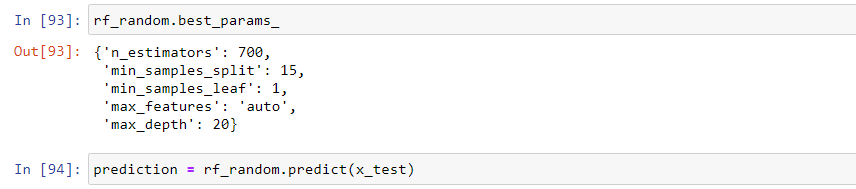 In [93]: rf_random.best_params_
Out[93]: {'n_estimators': 700,
'min_samples_split': 15,
'min_samples_leaf': 1,
'max_features': 'auto',
'max_depth': 20}
In [94]: prediction = rf_random.predict(x_test)